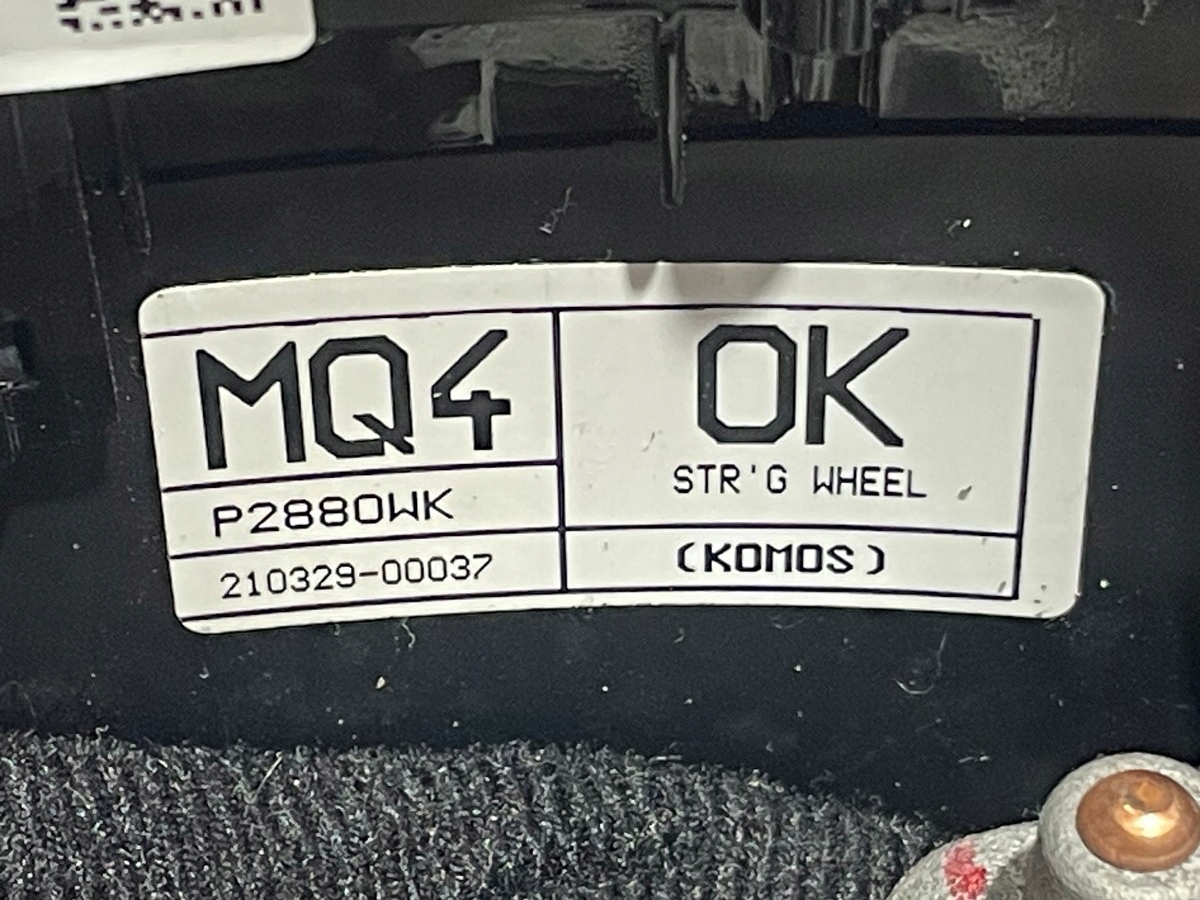 MQ4
P2880WK
210329-00037
OK
STR'G WHEEL
(KOMOS)